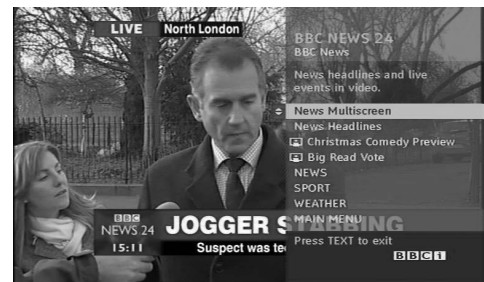 LIVE North London
BBC NEWS 24
BBC News
News headlines and live
events in video.
News Multiscreen
News Headlines
Christmas Comedy Preview
Big Read Vote
NEWS
SPORT
WEATHER
MAIN MENU
Press TEXT to exit
BBC 1
BBC
NEWS 24
15:11
JOGGER STABBING
Suspect was